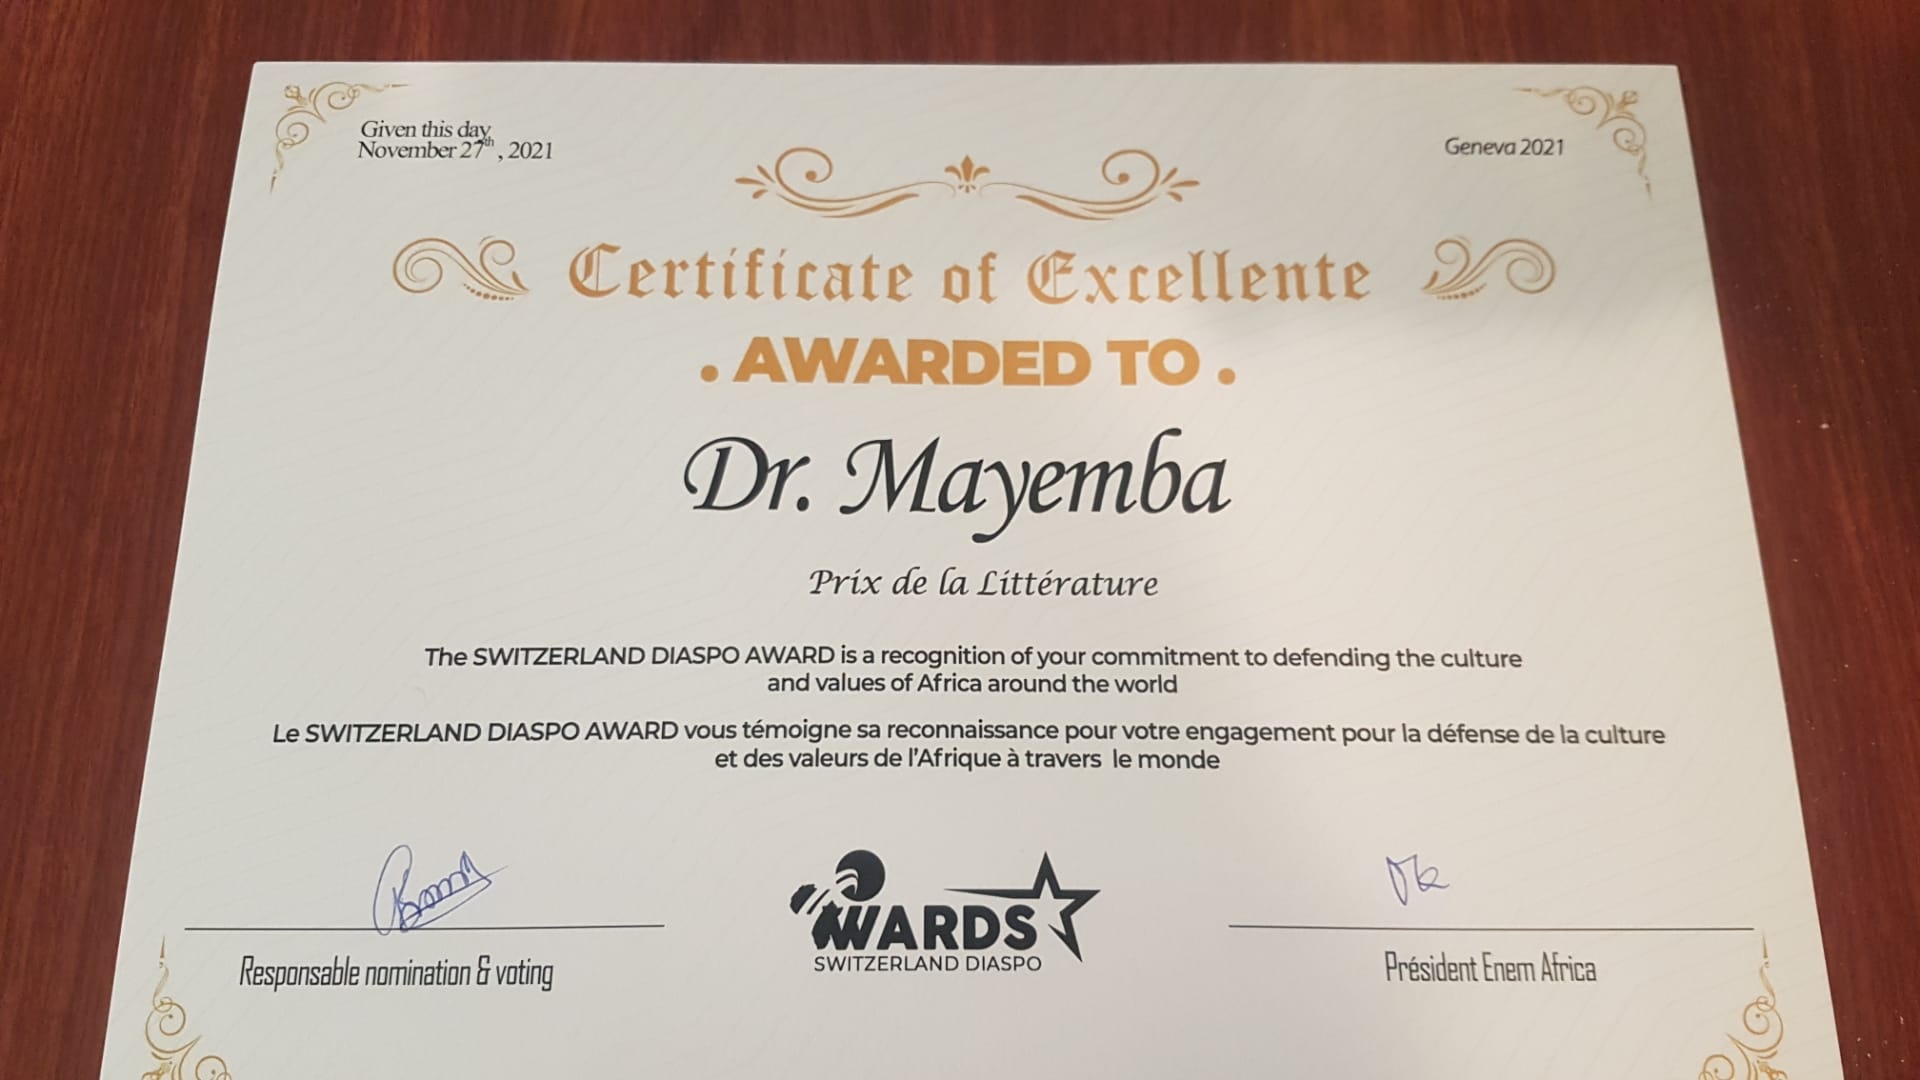 Given this day
November 27th, 2021
Geneva 2021
Certificate of Excellente
. AWARDED TO .
Dr. Mayemba
Prix de la Littérature
The SWITZERLAND DIASPO AWARD is a recognition of your commitment to defending the culture
and values of Africa around the world
Le SWITZERLAND DIASPO AWARD vous témoigne sa reconnaissance pour votre engagement pour la défense de la culture
et des valeurs de l'Afrique à travers le monde
AWARDS
SWITZERLAND DIASPO
Responsable nomination & voting
Président Enem Africa